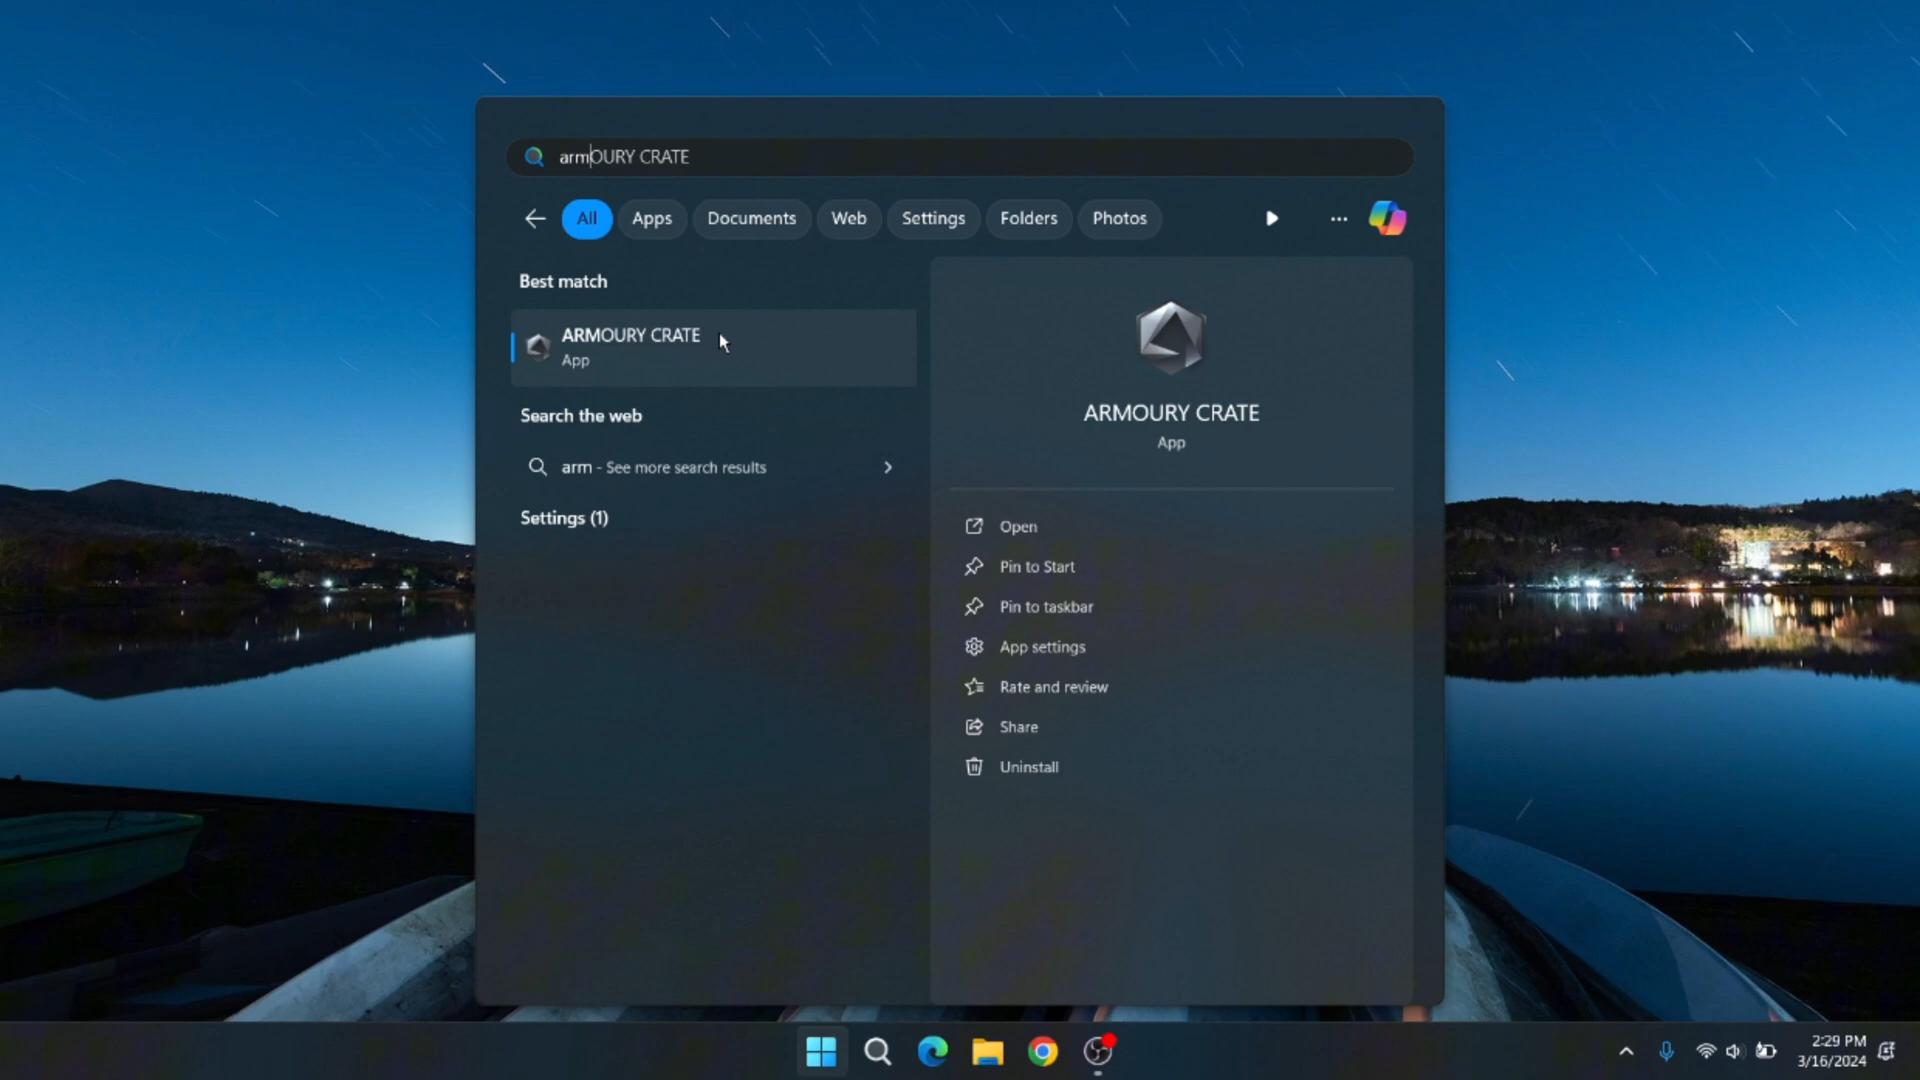 armOURY CRATE
All Apps Documents Web Settings Folders Photos
Best match
ARMOURY CRATE
App
Search the web
arm - See more search results
Settings (1)
ARMOURY CRATE
App
Open
Pin to Start
Pin to taskbar
App settings
Rate and review
Share
Uninstall
2:29 PM
3/16/2024